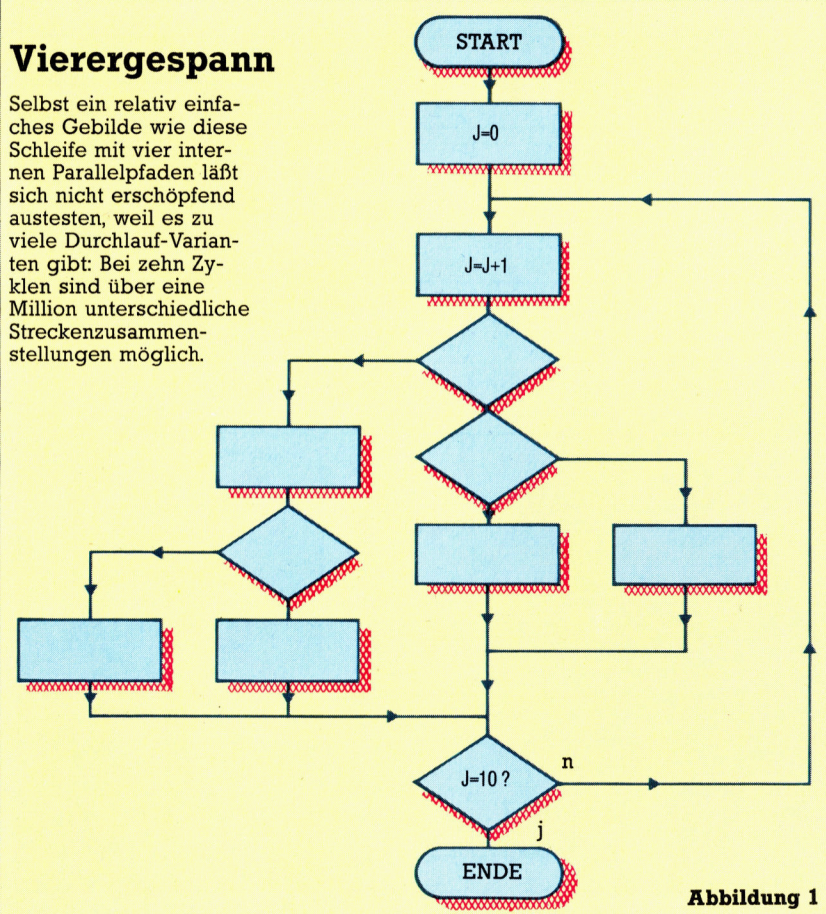 Vierergespann
Selbst ein relativ einfa-
ches Gebilde wie diese
Schleife mit vier inter-
nen Parallelpfaden läßt
sich nicht erschöpfend
austesten, weil es zu
viele Durchlauf-Varian-
ten gibt: Bei zehn Zy-
klen sind über eine
Million unterschiedliche
Streckenzusammen-
stellungen möglich.
START
J=0
J=J+1
J=10?
n
j
ENDE
Abbildung 1